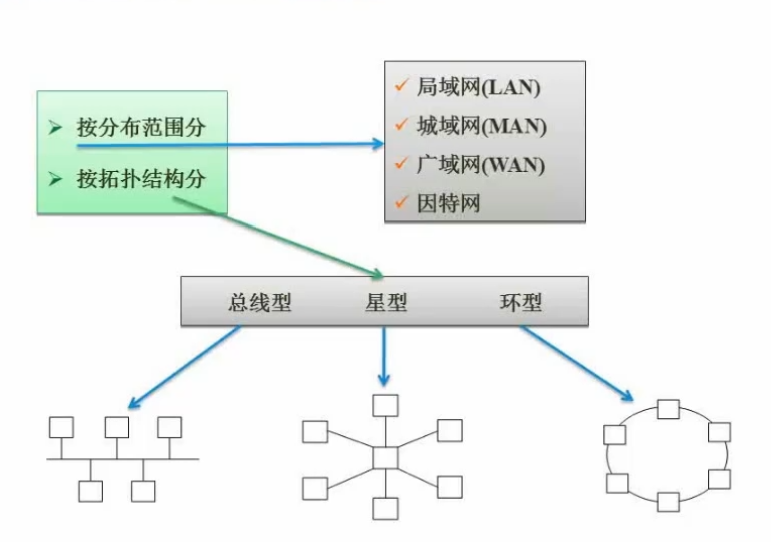 按分布范围分
按拓扑结构分
局域网(LAN)
城域网(MAN)
广域网(WAN)
因特网
总线型 星型 环型